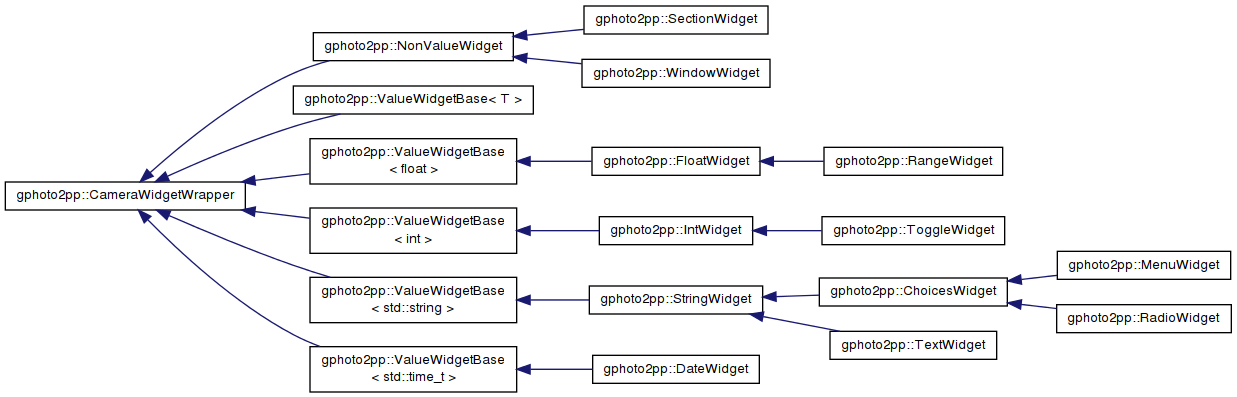 gphoto2pp::SectionWidget
gphoto2pp::NonValueWidget
gphoto2pp::WindowWidget
gphoto2pp::ValueWidgetBase< T >
gphoto2pp::ValueWidgetBase
< float >
gphoto2pp::FloatWidget
gphoto2pp::RangeWidget
gphoto2pp::CameraWidgetWrapper
gphoto2pp::ValueWidgetBase
< int >
gphoto2pp::IntWidget
gphoto2pp::ToggleWidget
gphoto2pp::MenuWidget
gphoto2pp::ValueWidgetBase
< std::string >
gphoto2pp::StringWidget
gphoto2pp::ChoicesWidget
gphoto2pp::RadioWidget
gphoto2pp::TextWidget
gphoto2pp::ValueWidgetBase
< std::time_t >
gphoto2pp::DateWidget